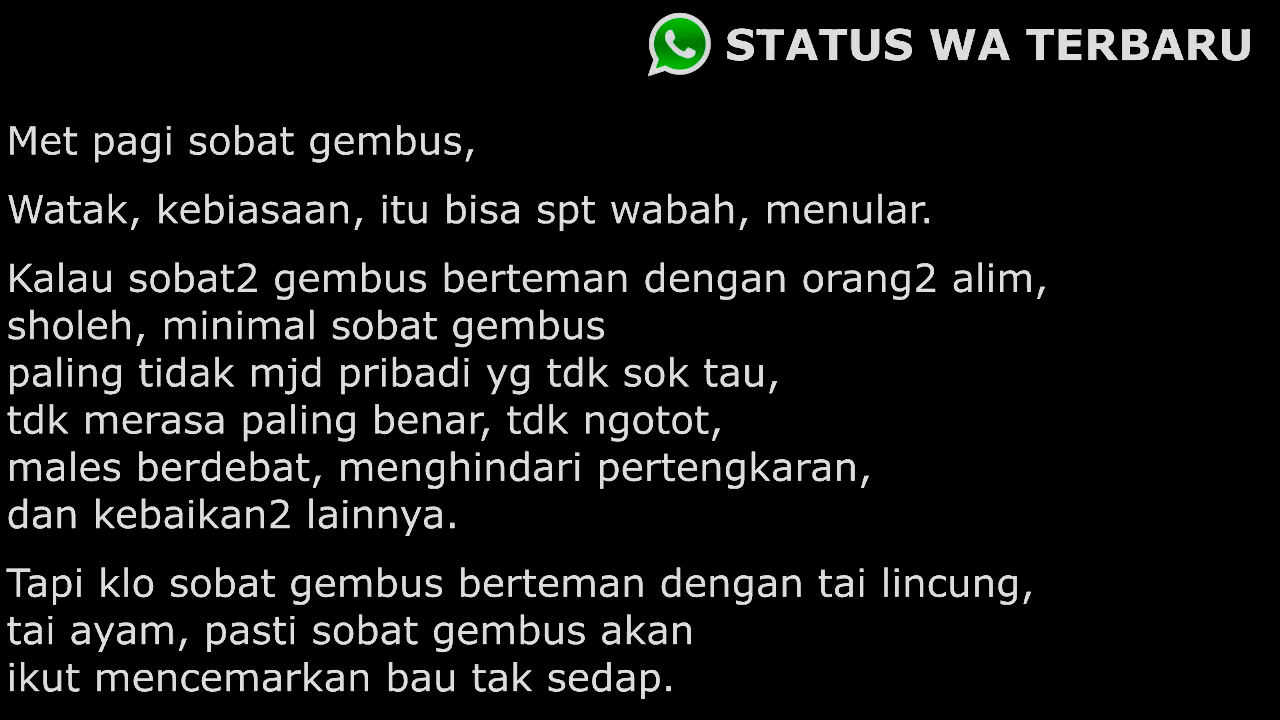 STATUS WA TERBARU
Met pagi sobat gembus,
Watak, kebiasaan, itu bisa spt wabah, menular.
Kalau sobat2 gembus berteman dengan orang2 alim,
sholeh, minimal sobat gembus
paling tidak mjd pribadi yg tdk sok tau,
tdk merasa paling benar, tdk ngotot,
males berdebat, menghindari pertengkaran,
dan kebaikan2 lainnya.
Tapi klo sobat gembus berteman dengan tai lincung,
tai ayam, pasti sobat gembus akan
ikut mencemarkan bau tak sedap.